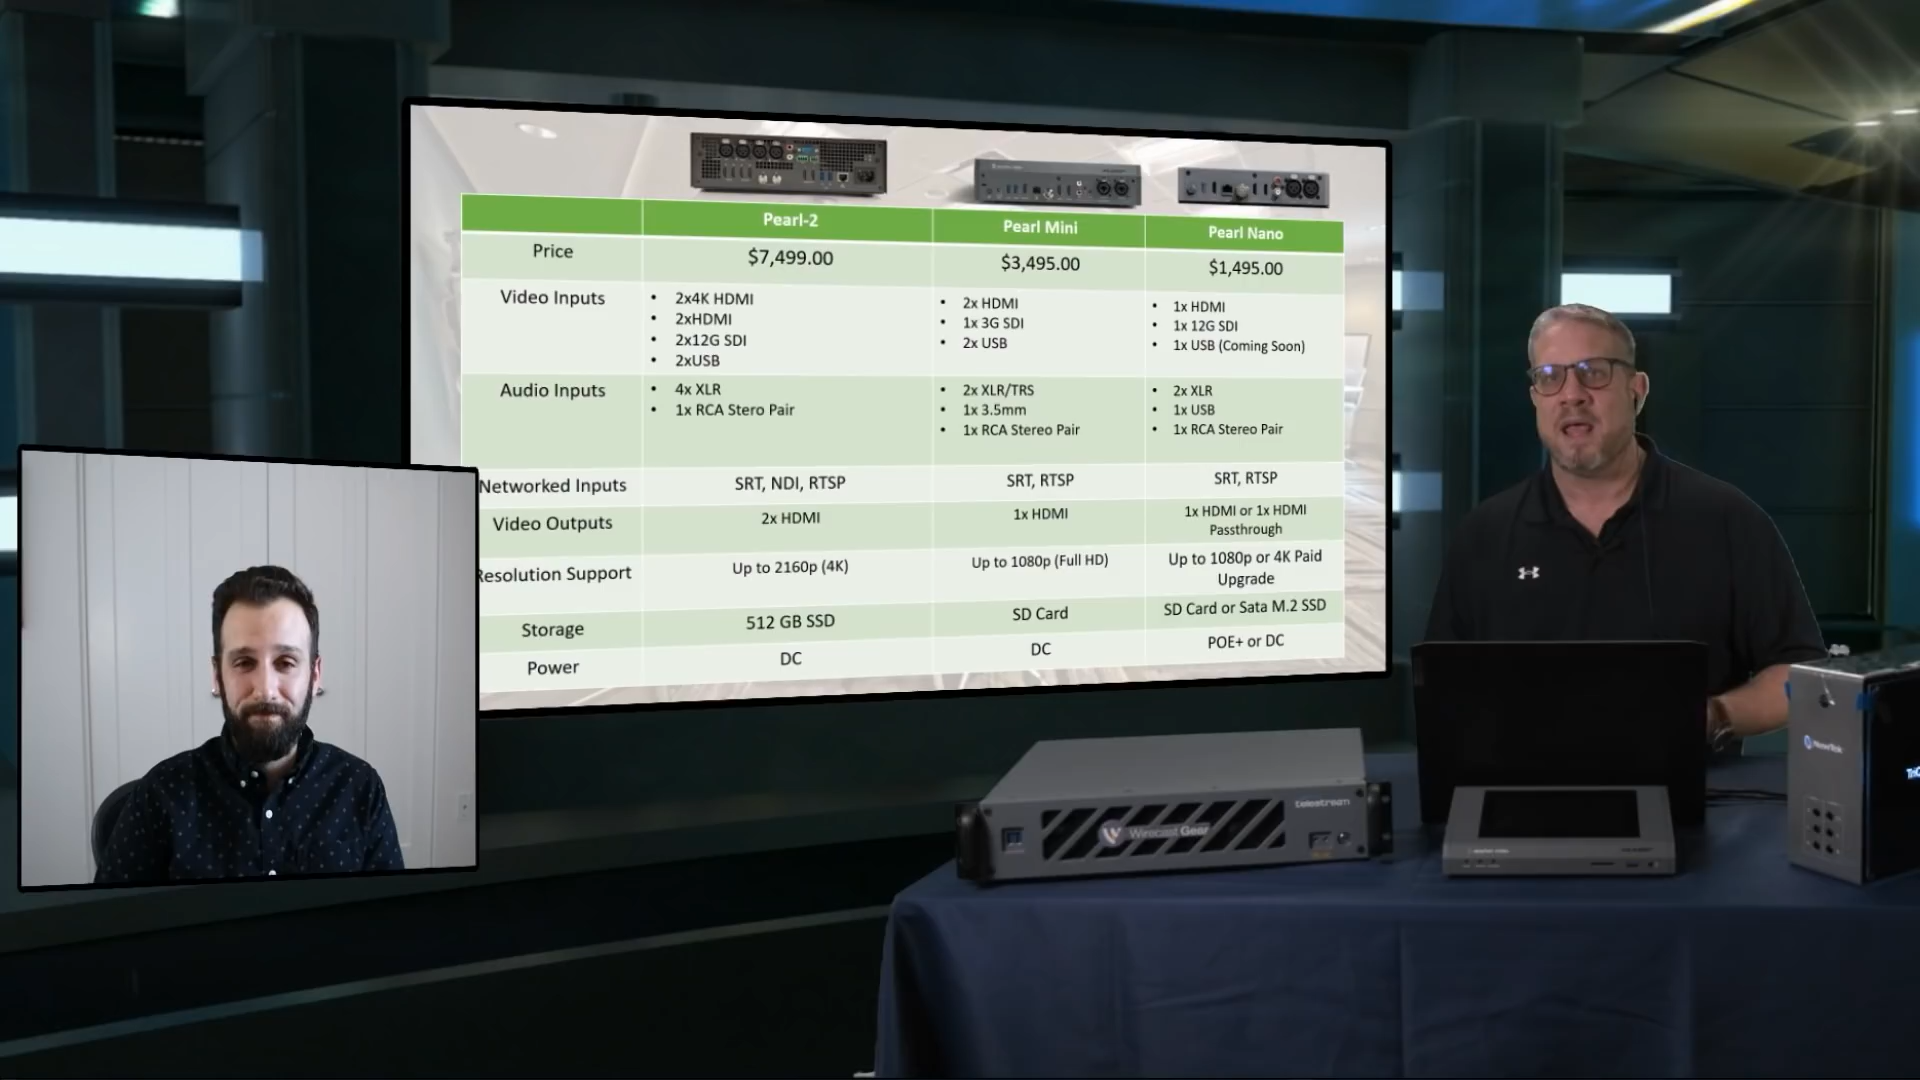 Pearl-2 Pearl Mini Pearl Nano
Price $7,499.00 $3,495.00 $1,495.00
Video Inputs
• 2x4K HDMI
• 2xHDMI
• 2x12G SDI
• 2xUSB
• 2x HDMI
• 1x 3G SDI
• 2x USB
• 1x HDMI
• 1x 12G SDI
• 1x USB (Coming Soon)
Audio Inputs
• 4x XLR
• 1x RCA Stero Pair
• 2x XLR/TRS
• 1x 3.5mm
• 1x RCA Stereo Pair
• 2x XLR
• 1x USB
• 1x RCA Stereo Pair
Networked Inputs SRT, NDI, RTSP SRT, RTSP SRT, RTSP
Video Outputs 2x HDMI 1x HDMI 1x HDMI or 1x HDMI
Passthrough
Resolution Support Up to 2160p (4K) Up to 1080p (Full HD) Up to 1080p or 4K Paid
Upgrade
Storage 512 GB SSD SD Card SD Card or Sata M.2 SSD
Power DC DC POE+ or DC
telestream
Wirecast Gear
NewTek